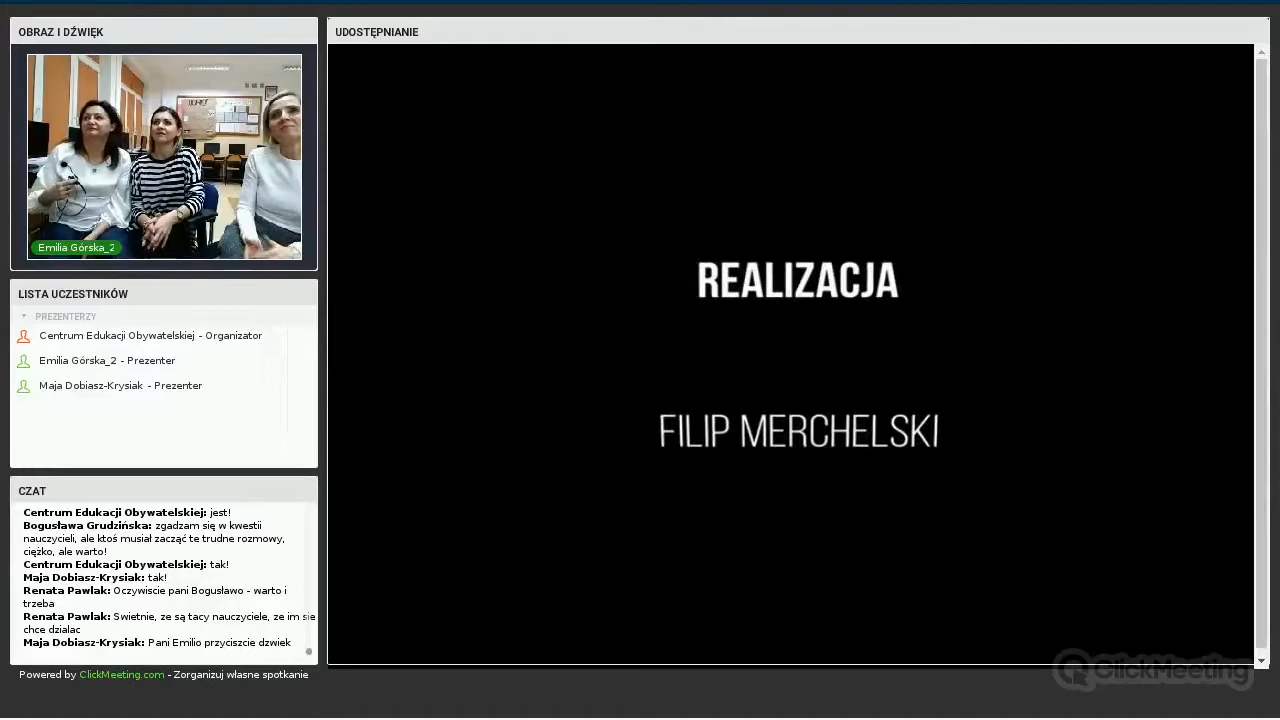 OBRAZ I DŹWIĘK
Emilia Górska_2
LISTA UCZESTNIKÓW
PREZENTERZY
Centrum Edukacji Obywatelskiej - Organizator
Emilia Górska_2 - Prezenter
Maja Dobiasz-Krysiak - Prezenter
CZAT
Centrum Edukacji Obywatelskiej: jest!
Bogusława Grudzińska: zgadzam się w kwestii
nauczycieli, ale ktoś musiał zacząć te trudne rozmowy,
ciężko, ale warto!
Centrum Edukacji Obywatelskiej: tak!
Maja Dobiasz-Krysiak: tak!
Renata Pawlak: Oczywiscie pani Bogusławo - warto i
trzeba
Renata Pawlak: Swietnie, ze są tacy nauczyciele, ze im sie
chce dzialac
Maja Dobiasz-Krysiak: Pani Emilio przyciszcie dzwiek
Powered by ClickMeeting.com - Zorganizuj własne spotkanie
UDOSTĘPNIANIE
REALIZACJA
FILIP MERCHELSKI
ClickMeeting